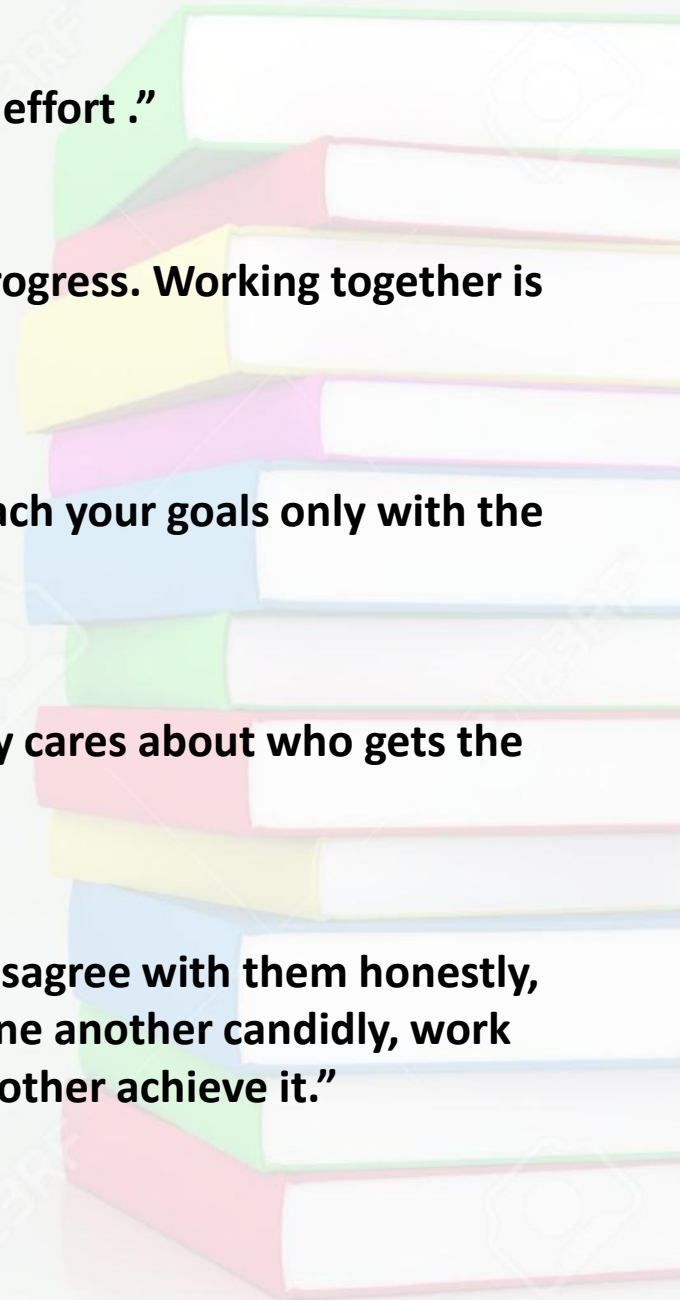 effort .”
rogress. Working together is
ach your goals only with the
y cares about who gets the
sagree with them honestly,
ne another candidly, work
other achieve it.”